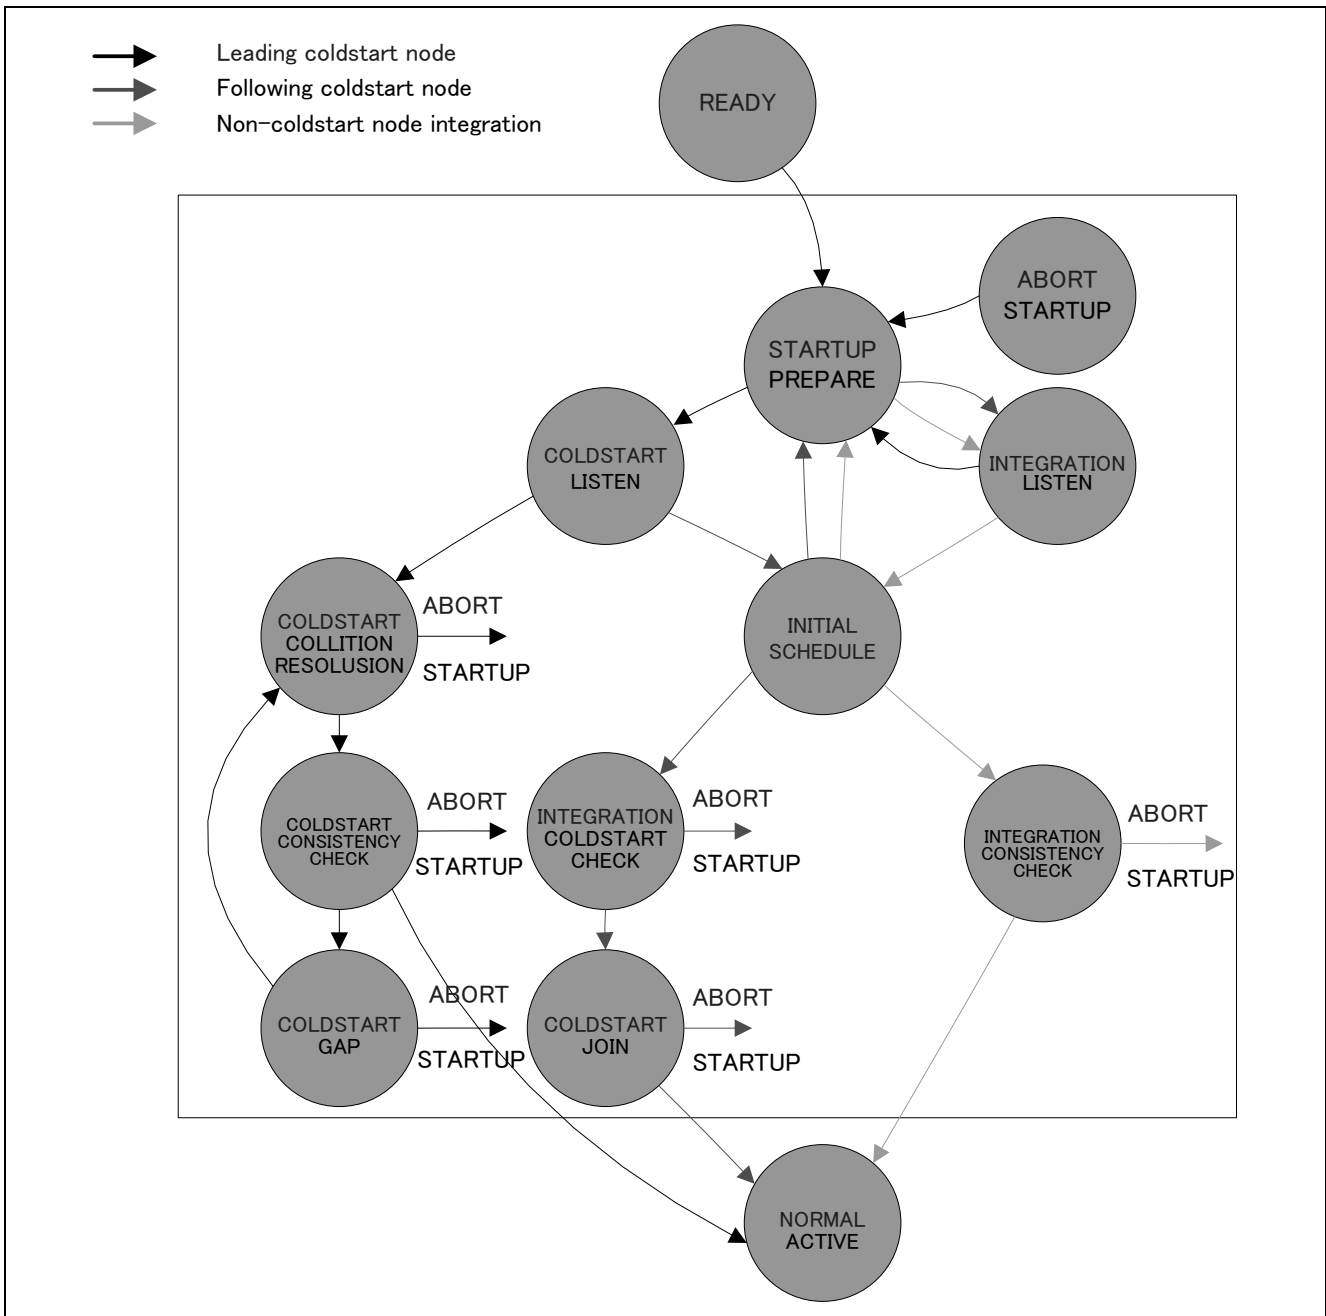 Leading coldstart node
Following coldstart node
Non-coldstart node integration
READY
ABORT
STARTUP
STARTUP
PREPARE
COLDSTART
LISTEN
INTEGRATION
LISTEN
COLDSTART
COLLITION
RESOLUSION
ABORT
STARTUP
INITIAL
SCHEDULE
COLDSTART
CONSISTENCY
CHECK
ABORT
STARTUP
INTEGRATION
COLDSTART
CHECK
ABORT
STARTUP
INTEGRATION
CONSISTENCY
CHECK
ABORT
STARTUP
COLDSTART
GAP
ABORT
STARTUP
COLDSTART
JOIN
ABORT
STARTUP
NORMAL
ACTIVE